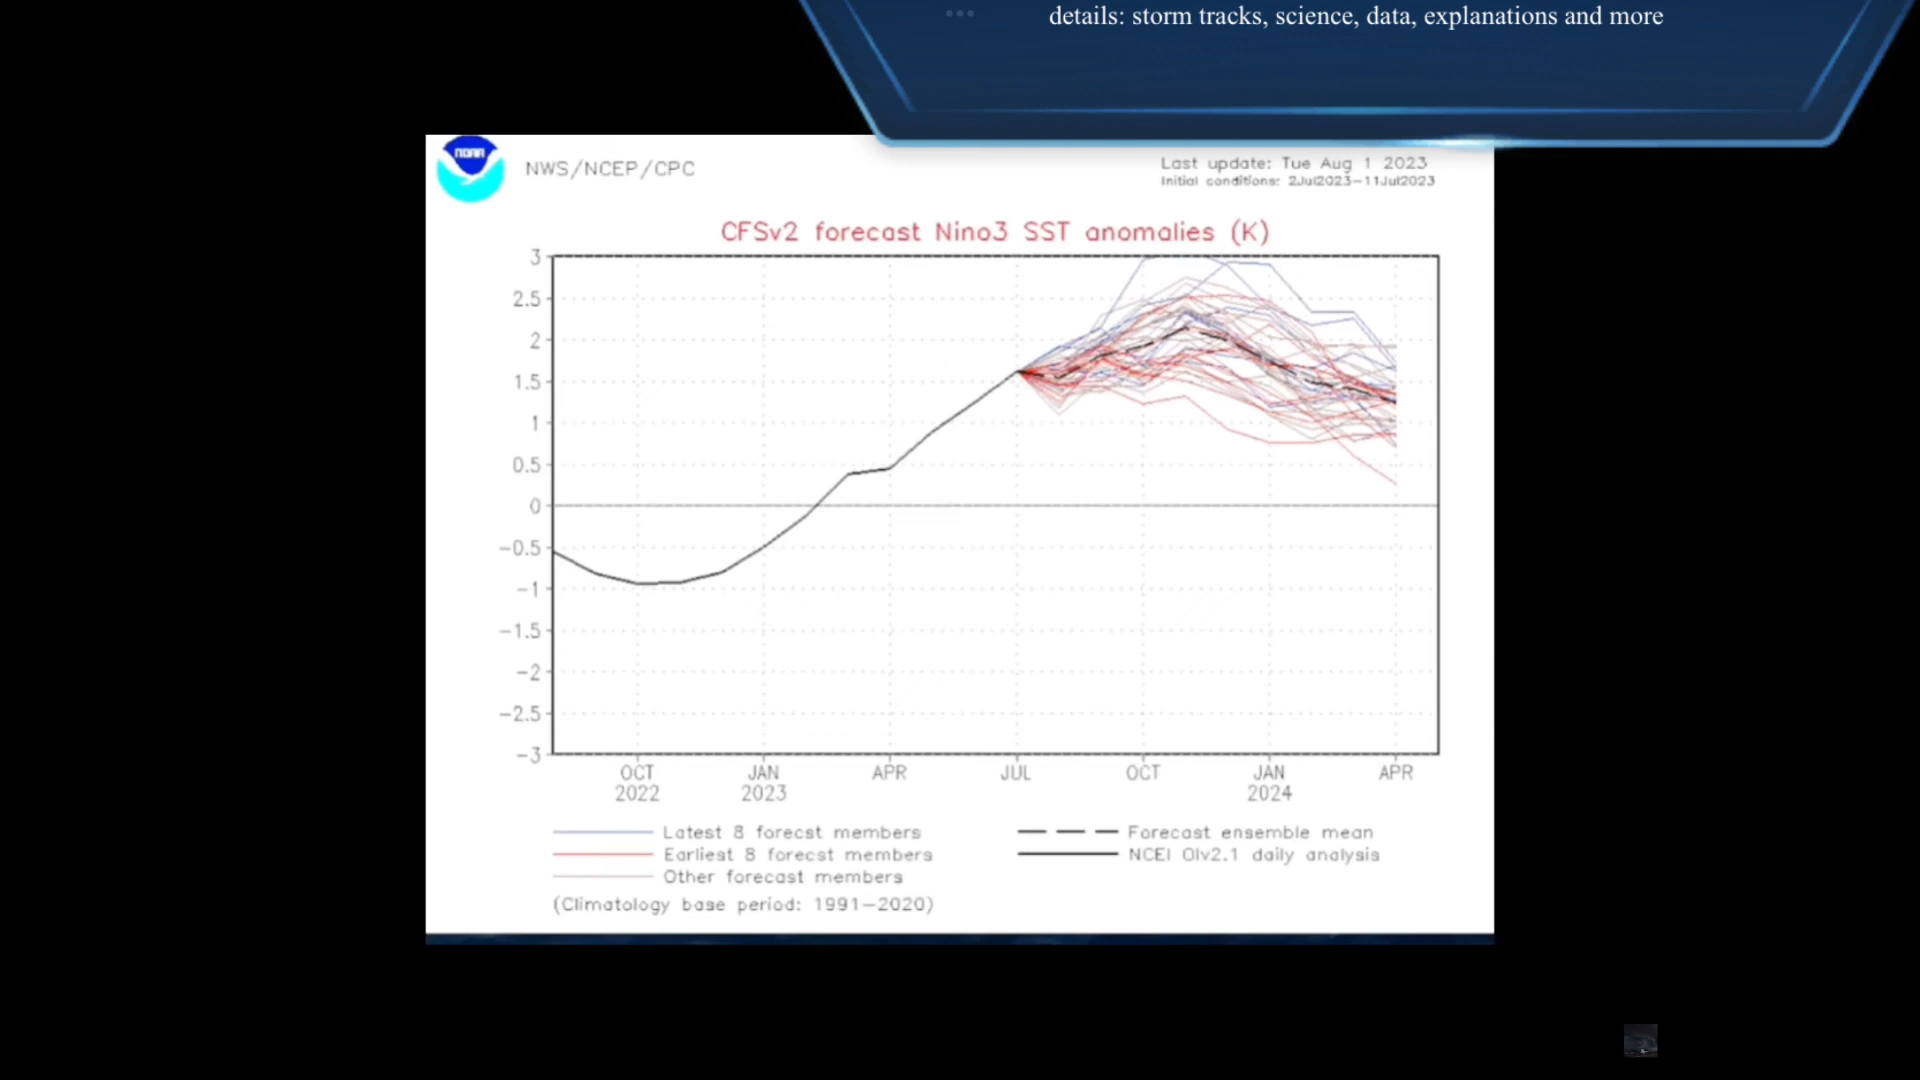 details: storm tracks, science, data, explanations and more
NOAA
NWS/NCEP/CPC
Last update: Tue Aug 1 2023
Initial conditions: 2Jul2023–11Jul2023
CFSv2 forecast Nino3 SST anomalies (K)
3
2.5
2
1.5
1
0.5
0
−0.5
−1
−1.5
−2
−2.5
−3
OCT JAN APR JUL OCT JAN APR
2022 2023 2024
Latest 8 forecst members
Earliest 8 forecst members
Other forecast members
(Climatology base period: 1991–2020)
Forecast ensemble mean
NCEI OIv2.1 daily analysis